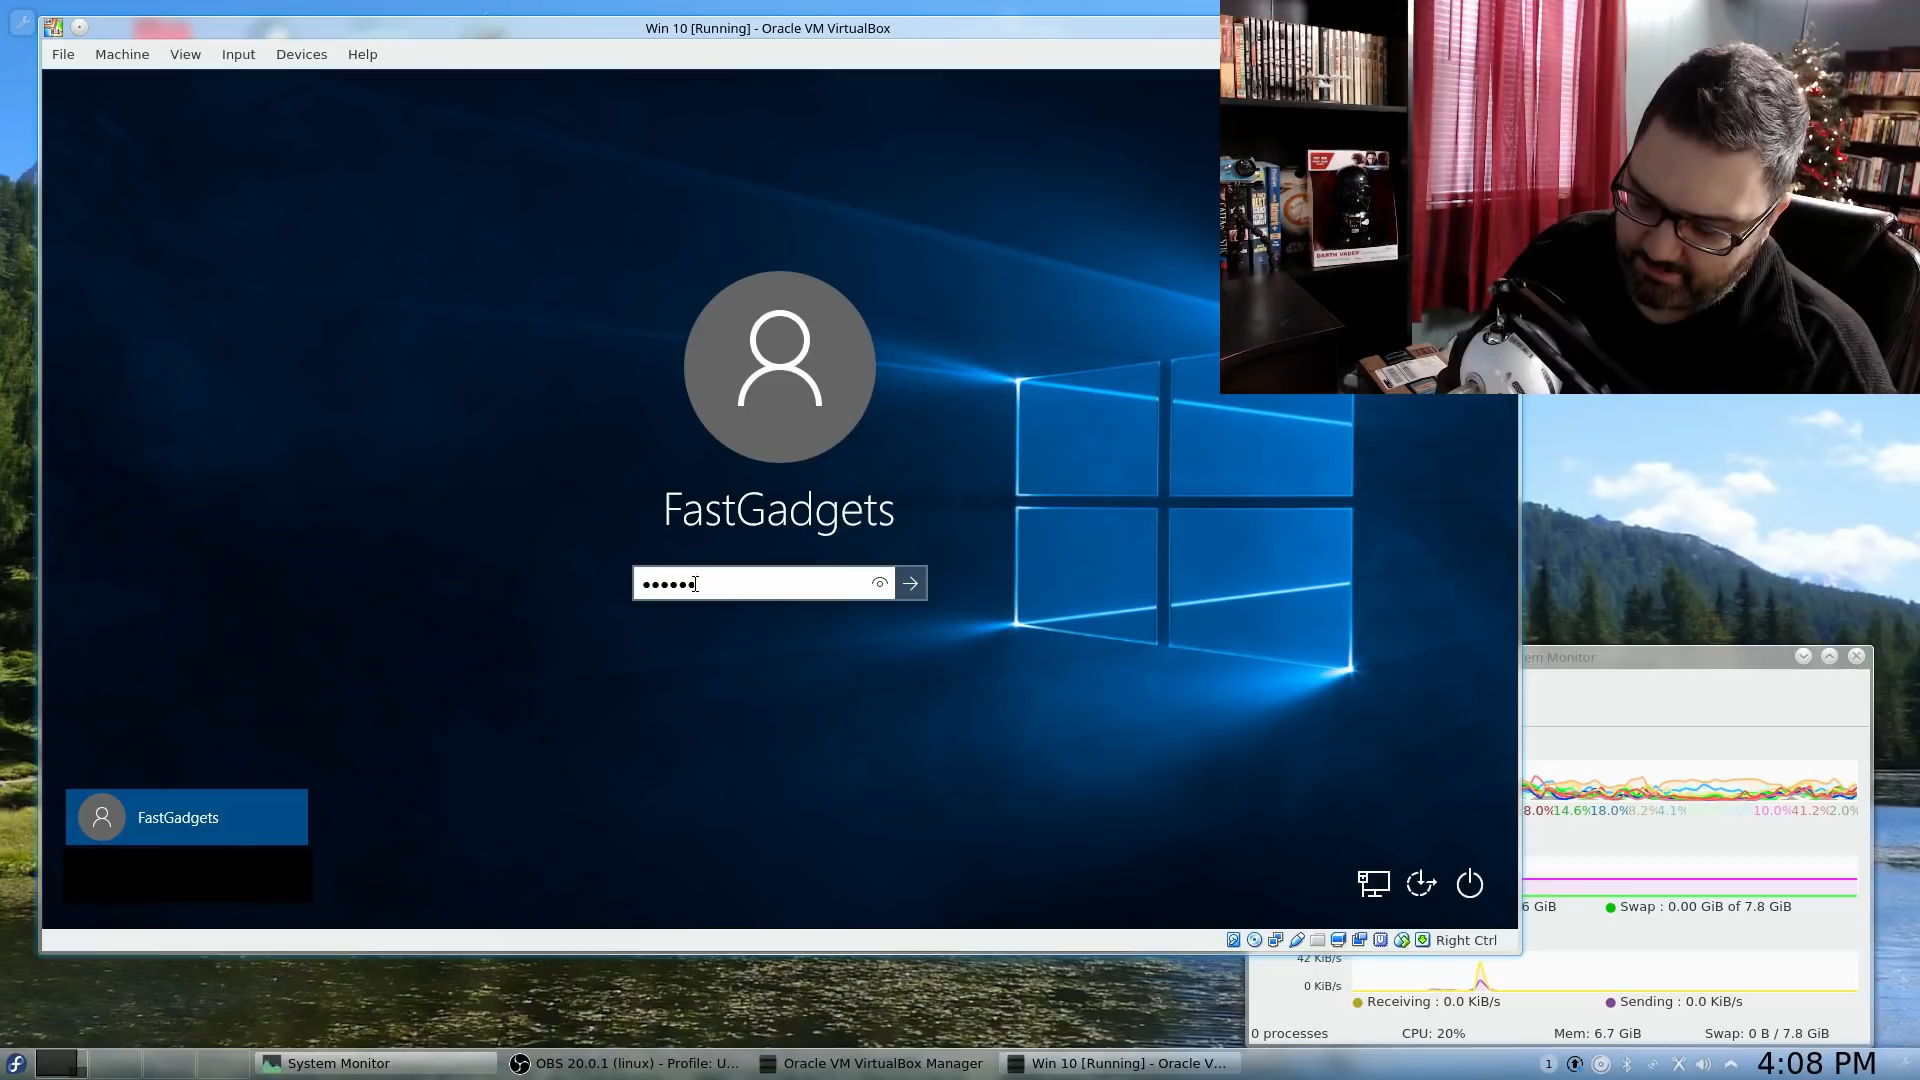 Win 10 [Running] - Oracle VM VirtualBox
File Machine View Input Devices Help
DARTH VADER
FastGadgets
●●●●●●
FastGadgets
Right Ctrl
em Monitor
8.0% 14.6% 18.0% 8.2% 4.1% 10.0% 41.2% 2.0%
6 GiB Swap : 0.00 GiB of 7.8 GiB
42 KiB/s
0 KiB/s
Receiving : 0.0 KiB/s Sending : 0.0 KiB/s
0 processes CPU: 20% Mem: 6.7 GiB Swap: 0 B / 7.8 GiB
System Monitor OBS 20.0.1 (linux) - Profile: U... Oracle VM VirtualBox Manager Win 10 [Running] - Oracle V... 1 4:08 PM